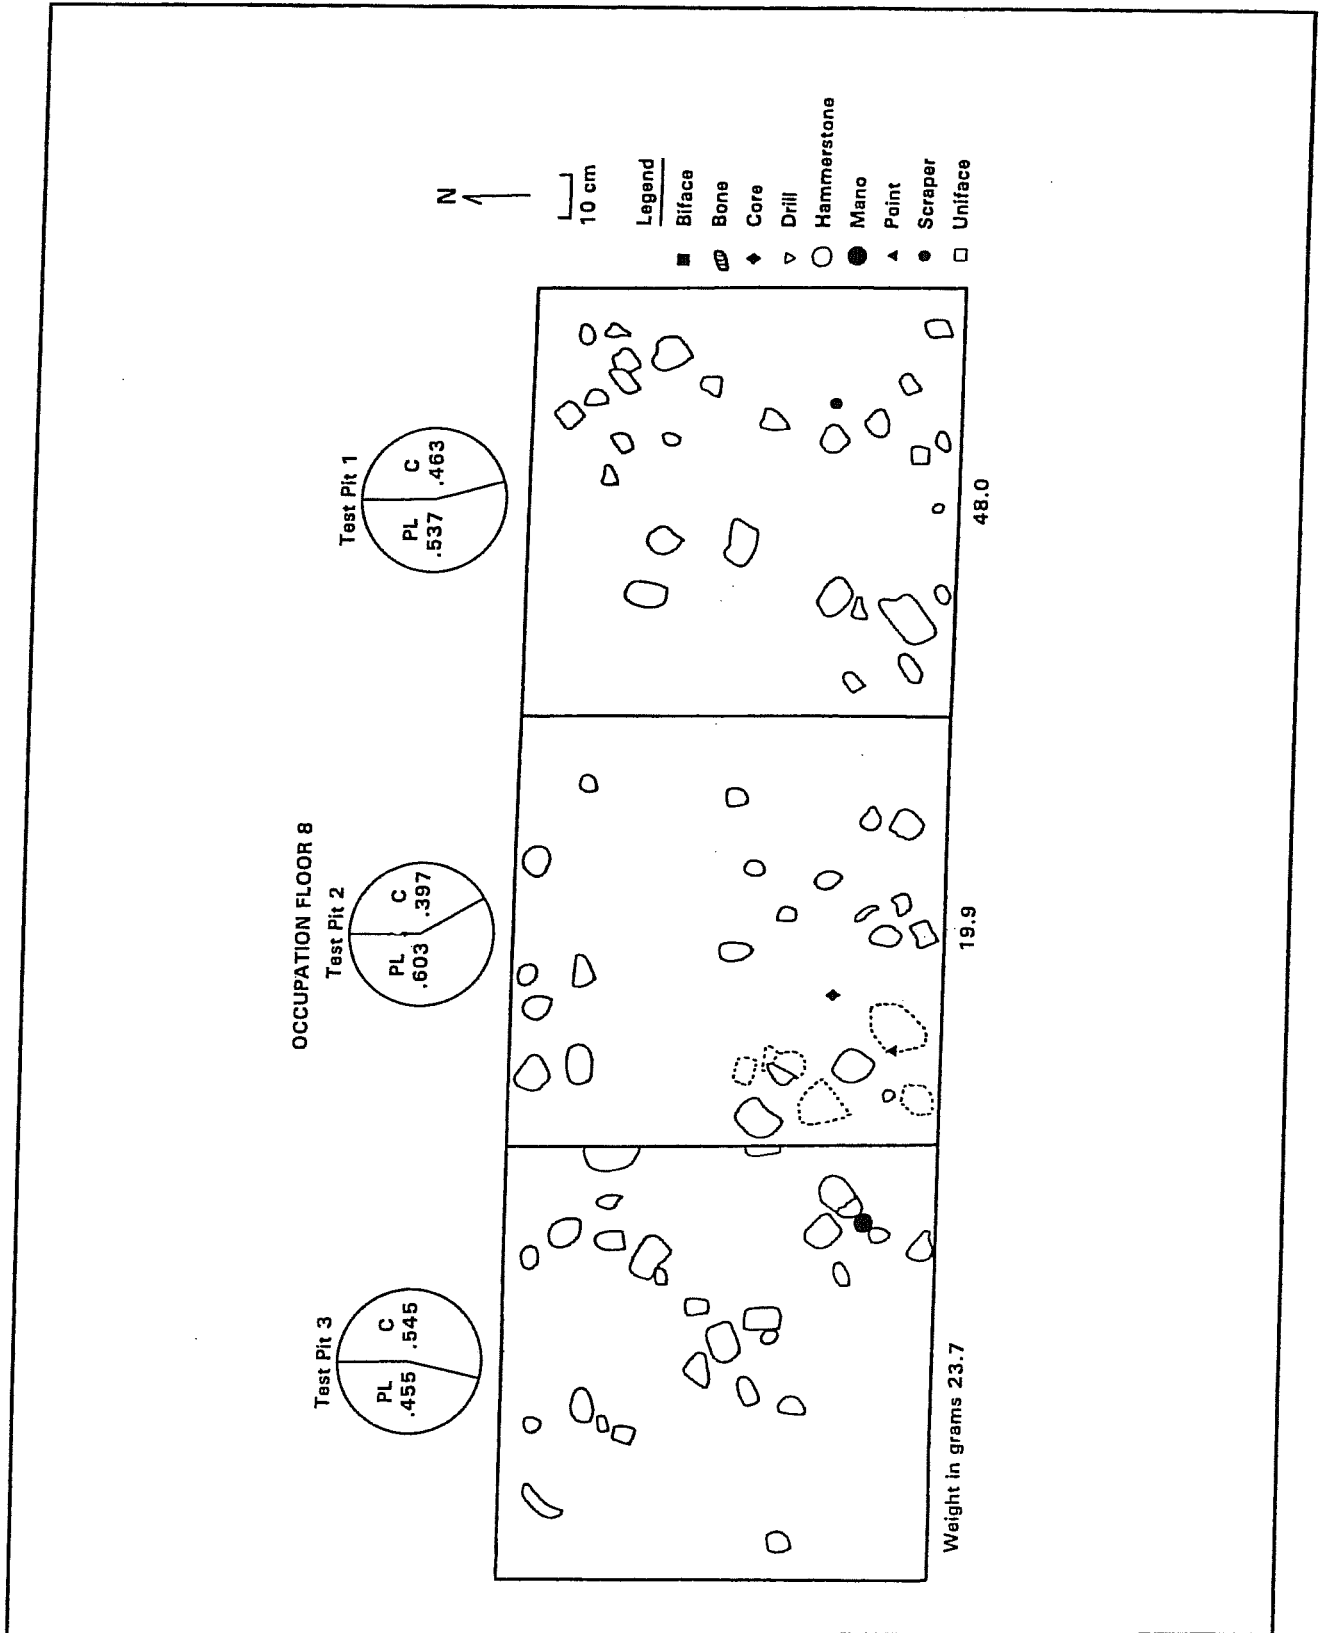 OCCUPATION FLOOR 8
Test Pit 3
Test Pit 2
Test Pit 1
PL
.455
C
.545
PL
.603
C
.397
PL
.537
C
.463
N
10 cm
Legend
Biface
Bone
Core
Drill
Hammerstone
Mano
Point
Scraper
Uniface
Weight in grams 23.7
19.9
48.0